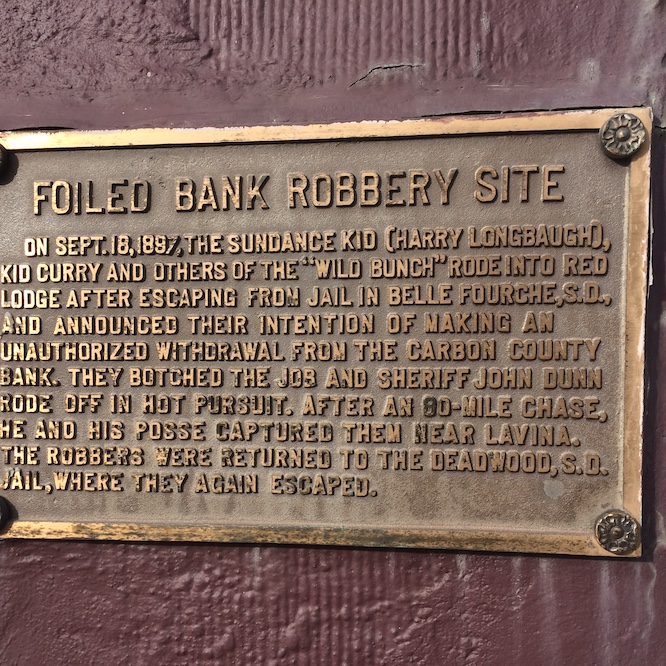 FOILED BANK ROBBERY SITE
ON SEPT. 18, 1897, THE SUNDANCE KID (HARRY LONGBAUGH),
KID CURRY AND OTHERS OF THE "WILD BUNCH" RODE INTO RED
LODGE AFTER ESCAPING FROM JAIL IN BELLE FOURCHE, S.D.,
AND ANNOUNCED THEIR INTENTION OF MAKING AN
UNAUTHORIZED WITHDRAWAL FROM THE CARBON COUNTY
BANK. THEY BOTCHED THE JOB AND SHERIFF JOHN DUNN
RODE OFF IN HOT PURSUIT. AFTER AN 80-MILE CHASE,
HE AND HIS POSSE CAPTURED THEM NEAR LAVINA.
THE ROBBERS WERE RETURNED TO THE DEADWOOD, S.D.
JAIL, WHERE THEY AGAIN ESCAPED.